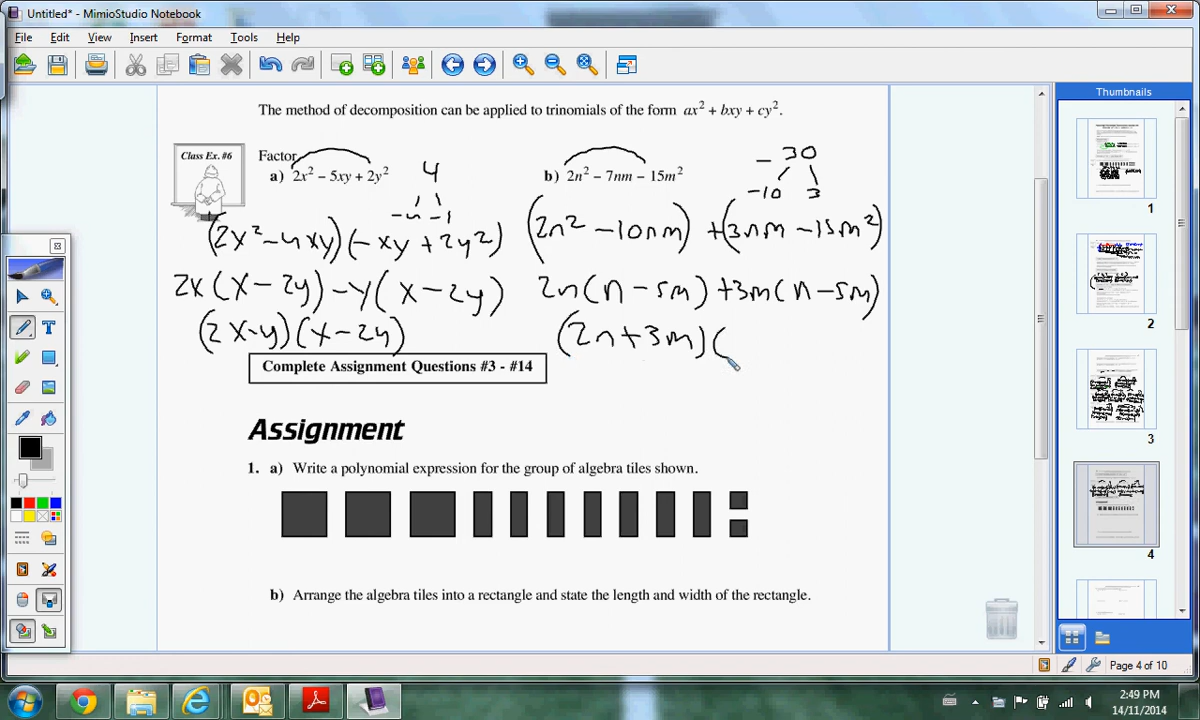 Untitled* - MimioStudio Notebook
File Edit View Insert Format Tools Help
The method of decomposition can be applied to trinomials of the form ax² + bxy + cy².
Class Ex. #6
Factor.
a) 2x² – 5xy + 2y²
4
-4 -1
(2x² -4xy)(-xy +2y²)
2x(x-2y) -y(x-2y)
(2x-y)(x-2y)
b) 2n² – 7nm – 15m²
-30
-10 3
(2n² -10nm) +(3nm -15m²)
2n(n-5m) +3m(n-5m)
(2n+3m)(
Complete Assignment Questions #3 - #14
Assignment
1. a) Write a polynomial expression for the group of algebra tiles shown.
b) Arrange the algebra tiles into a rectangle and state the length and width of the rectangle.
Thumbnails
1
2
3
4
Page 4 of 10
2:49 PM
14/11/2014